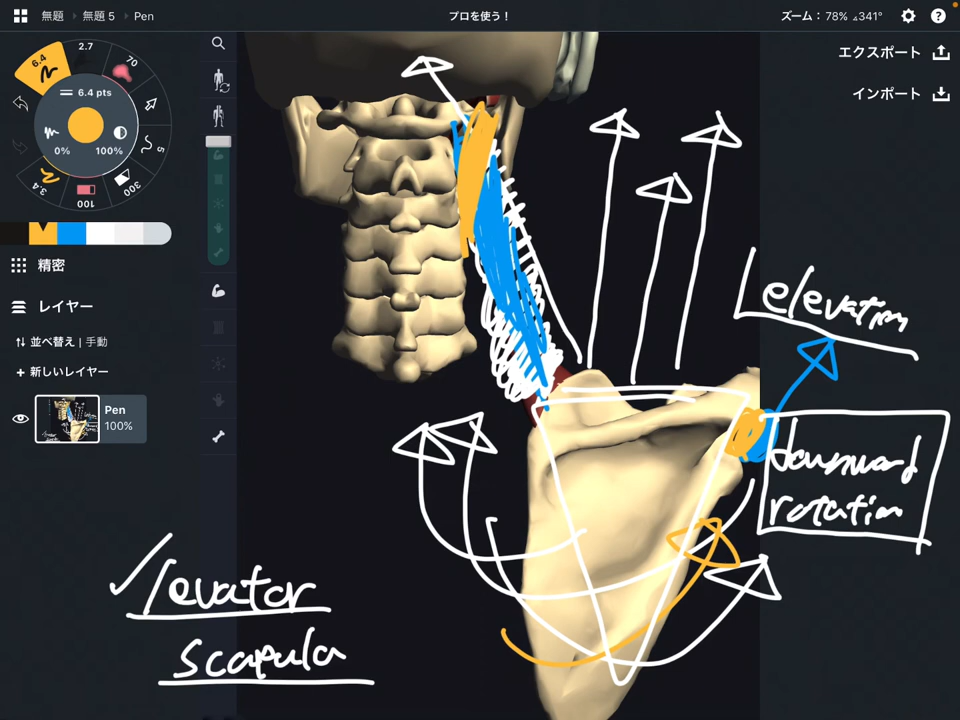 無題 > 無題 5 > Pen
プロを使う！
ズーム：78% ⊿341°
エクスポート
インポート
2.7
6.4
70
6.4 pts
0% 100%
5
300
100
3.4
精密
レイヤー
並べ替え | 手動
+ 新しいレイヤー
Pen
100%
elevation
downward
rotation
levator
scapula